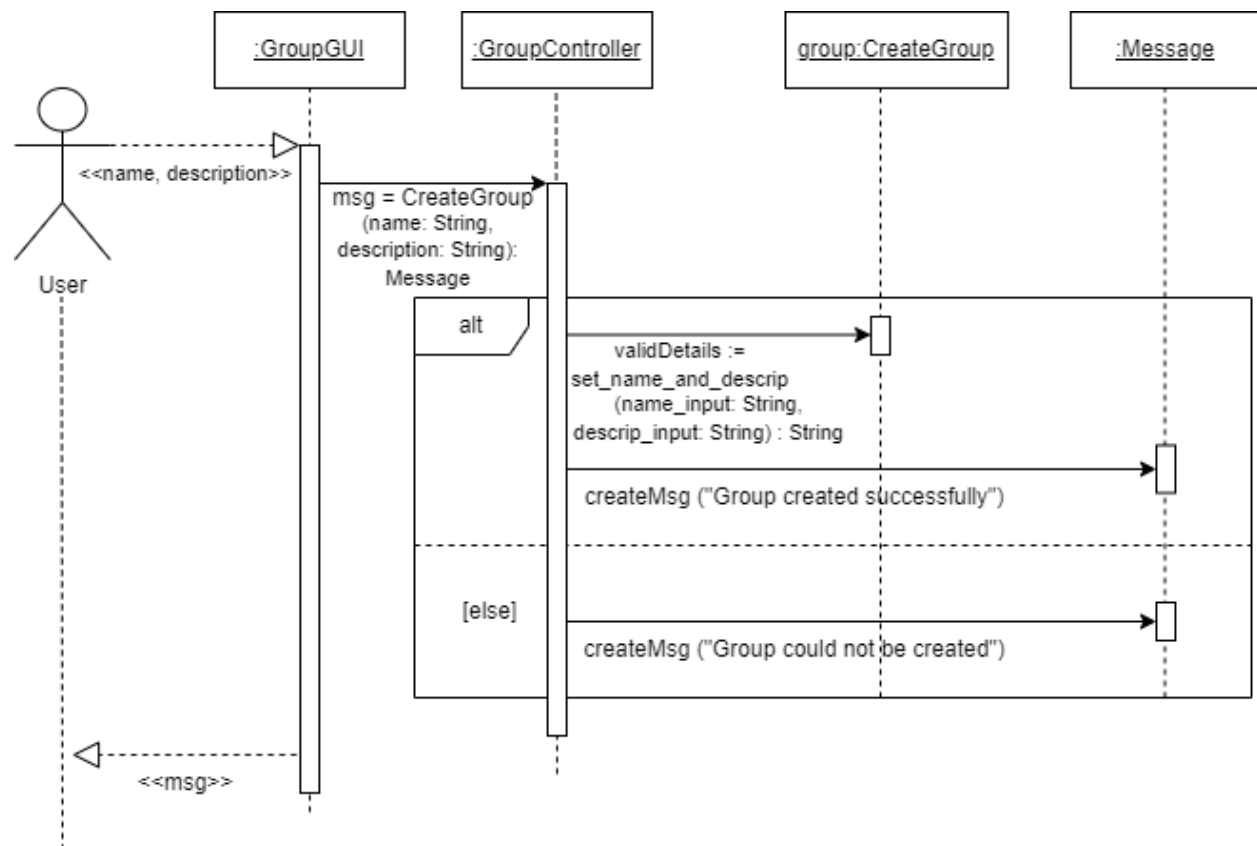 :GroupGUI
:GroupController
group:CreateGroup
:Message
<<name, description>>
User
msg = CreateGroup
(name: String,
description: String):
Message
alt
validDetails :=
set_name_and_descrip
(name_input: String,
descrip_input: String) : String
createMsg ("Group created successfully")
[else]
createMsg ("Group could not be created")
<<msg>>